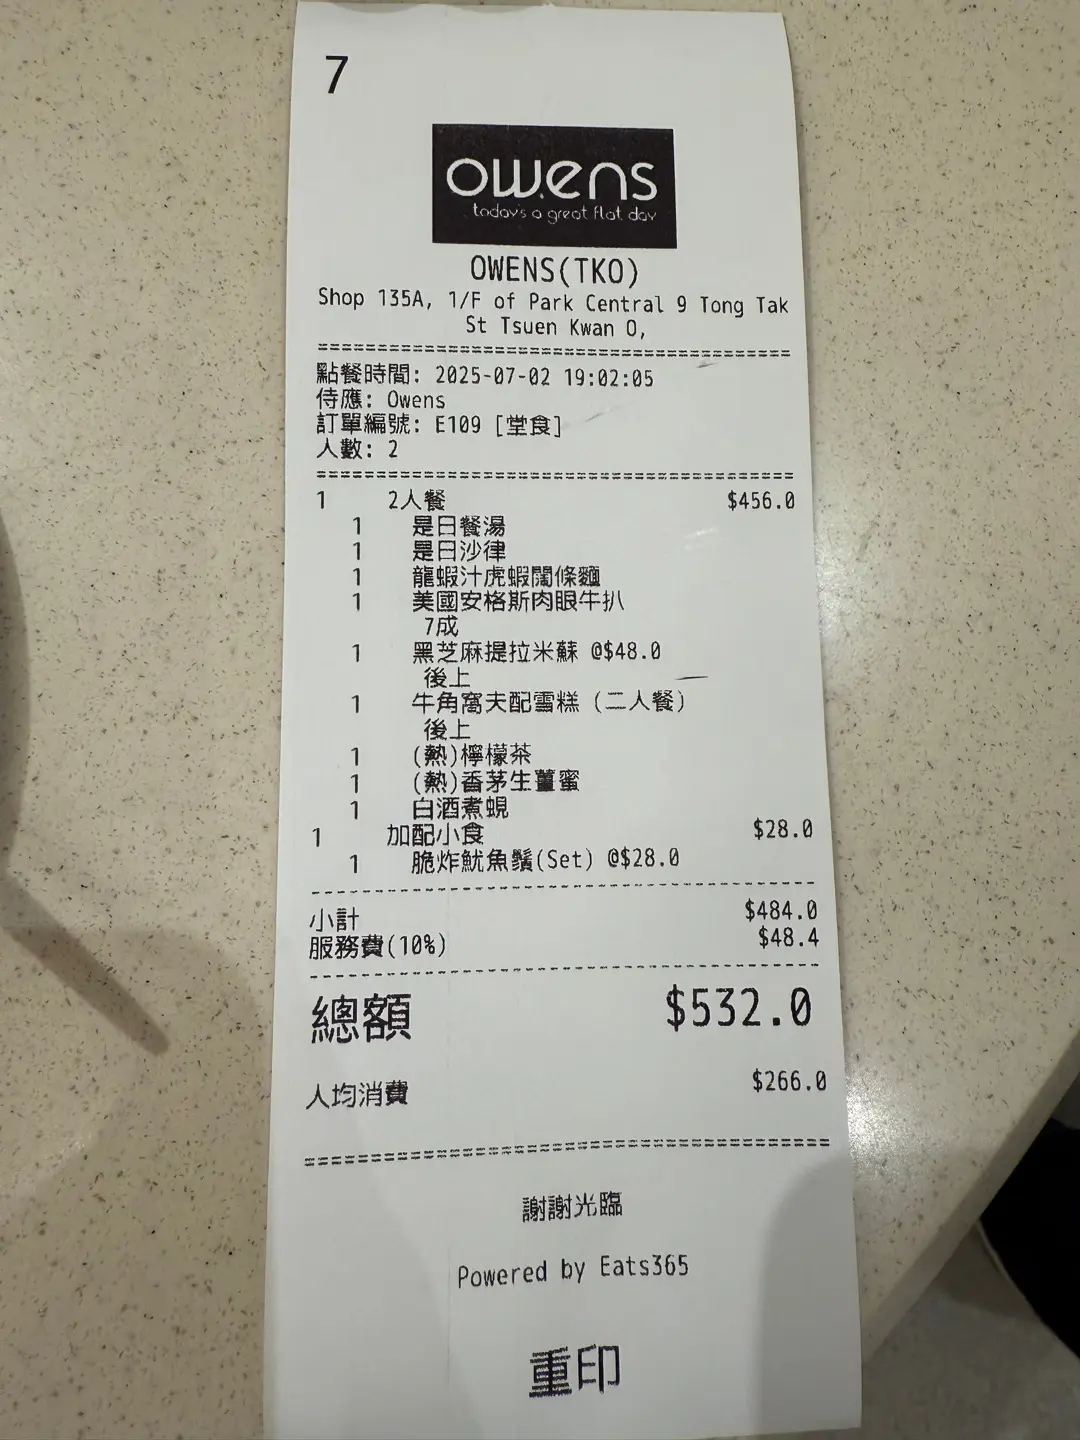 7
owens
today's a great flat day
OWENS(TKO)
Shop 135A, 1/F of Park Central 9 Tong Tak
St Tsuen Kwan O,
========================================
點餐時間: 2025-07-02 19:02:05
侍應: Owens
訂單編號: E109 [堂食]
人數: 2
========================================
1 2人餐 $456.0
1 是日餐湯
1 是日沙律
1 龍蝦汁虎蝦闊條麵
1 美國安格斯肉眼牛扒
7成
1 黑芝麻提拉米蘇 @$48.0
後上
1 牛角窩夫配雪糕 (二人餐)
後上
1 (熱)檸檬茶
1 (熱)香茅生薑蜜
1 白酒煮蜆
1 加配小食 $28.0
1 脆炸魷魚鬚(Set) @$28.0
----------------------------------------
小計 $484.0
服務費(10%) $48.4
----------------------------------------
總額 $532.0
人均消費 $266.0
========================================
謝謝光臨
Powered by Eats365
重印